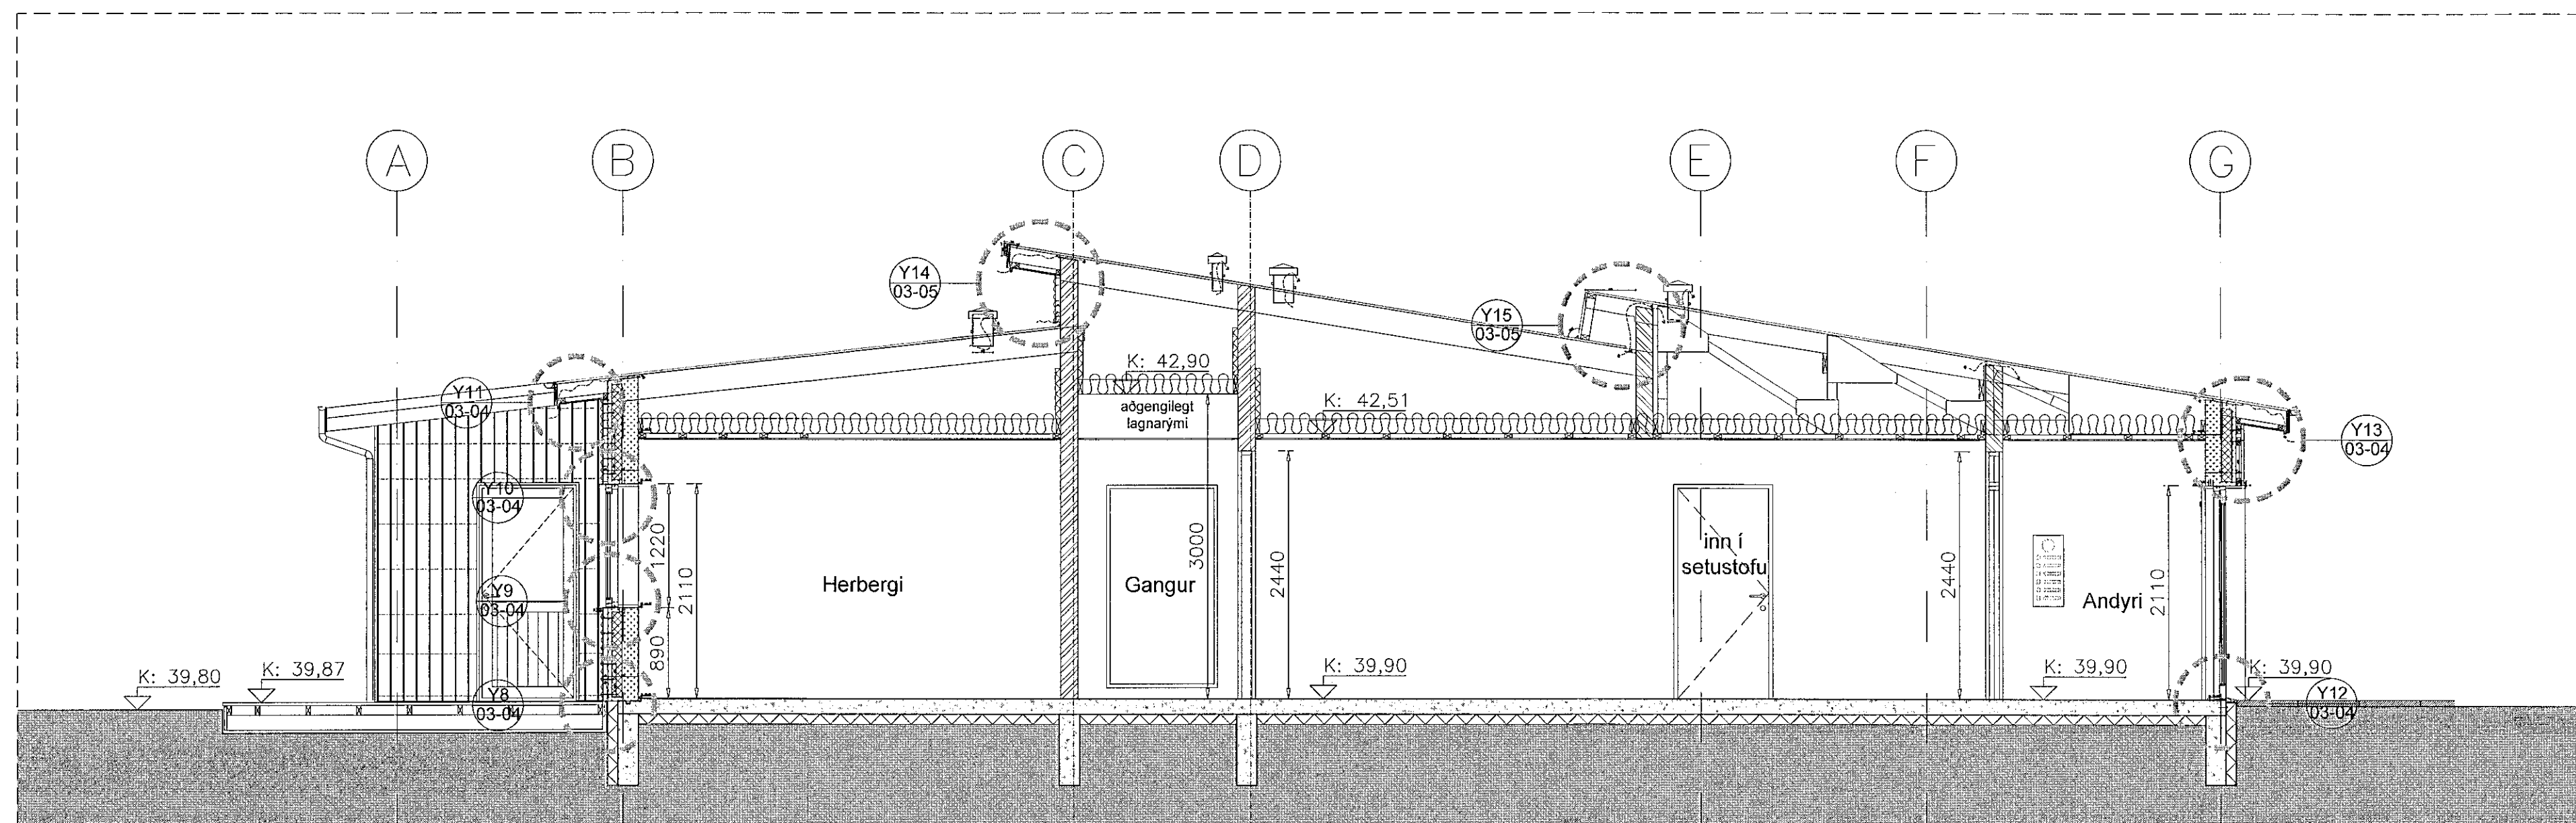 A
B
C
D
E
F
G
Y14
03-05
Y15
03-05
K: 42,90
Y11
03-04
aðgengilegt
lagnarými
K: 42,51
Y13
03-04
Y10
03-04
1220
2110
3000
2440
inn í
setustofu
2440
2110
Herbergi
Gangur
Andyri
Y9
03-04
890
K: 39,80
K: 39,87
K: 39,90
K: 39,90
K: 39,90
Y8
03-04
Y12
03-04